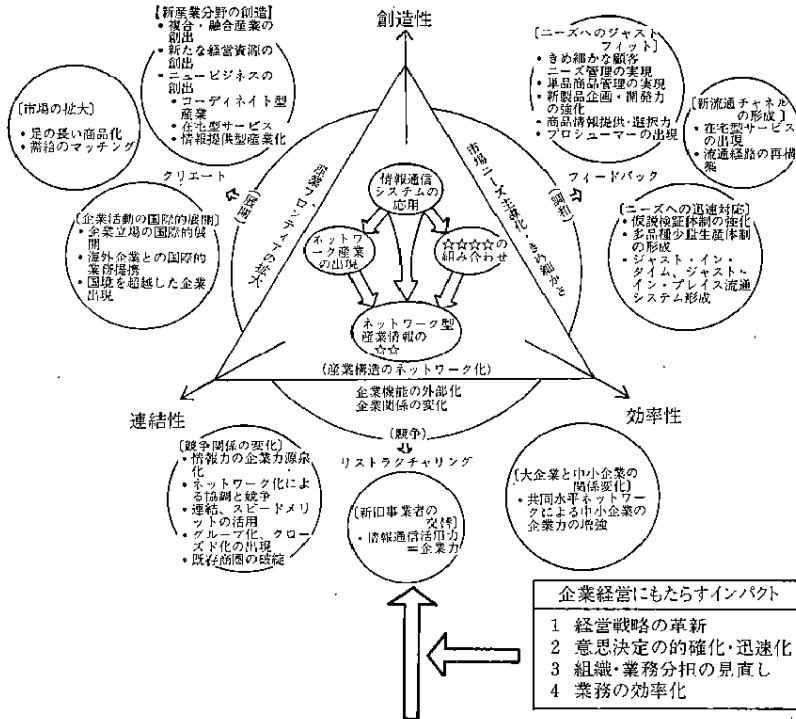 創造性
【新産業分野の創造】
• 複合・融合産業の
創出
• 新たな経営資源の
創出
• ニュービジネスの
創出
• コーディネイト型
産業
• 在宅型サービス
• 情報提供型産業化
〔市場の拡大〕
• 足の長い商品化
• 需給のマッチング
クリエート
(展開)
〔企業活動の国際的展開〕
• 企業立場の国際的展
開
• 海外企業との国際的
業務提携
• 国境を超越した企業
出現
〔ニーズへのジャスト
フィット〕
• きめ細かな顧客
ニーズ管理の実現
• 単品商品管理の実現
• 新製品企画・開発力
の強化
• 商品情報提供・選択力
• プロシューマーの出現
〔新流通チャネル
の形成〕
• 在宅型サービス
の出現
• 流通経路の再構
築
フィードバック
(調和)
〔ニーズへの迅速対応〕
• 仮説検証体制の強化
• 多品種少量生産体制
の形成
• ジャスト・イン・
タイム、ジャスト・
イン・プレイス流通
システム形成
産業フロンティアの拡大
市場ニーズ主導化・きめ細かさ
情報通信
システムの応用
ネットワ
ーク産業
の出現
☆☆☆☆の
組み合わせ
ネットワーク型
産業情報の
☆☆
(産業構造のネットワーク化)
企業機能の外部化
企業関係の変化
(競争)
リストラクチャリング
連結性
効率性
〔競争関係の変化〕
• 情報力の企業力源泉
化
• ネットワーク化によ
る協調と競争
• 連結、スピードメリ
ットの活用
• グループ化、クロー
ズド化の出現
• 既存商圏の破綻
〔新旧事業者の
交替〕
• 情報通信活用力
＝企業力
〔大企業と中小企業の
関係変化〕
• 共同水平ネットワー
クによる中小企業の
企業力の増強
企業経営にもたらすインパクト
1 経営戦略の革新
2 意思決定の的確化・迅速化
3 組織・業務分担の見直し
4 業務の効率化